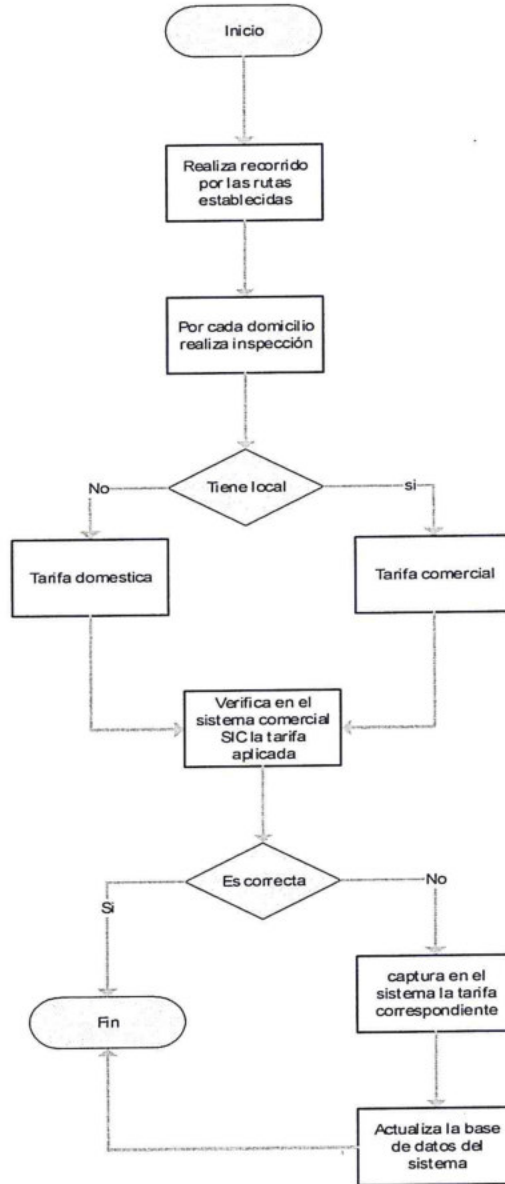 Inicio
Realiza recorrido
por las rutas
establecidas
Por cada domicilio
realiza inspección
Tiene local
No
si
Tarifa domestica
Tarifa comercial
Verifica en el
sistema comercial
SIC la tarifa
aplicada
Es correcta
Si
No
captura en el
sistema la tarifa
correspondiente
Fin
Actualiza la base
de datos del
sistema